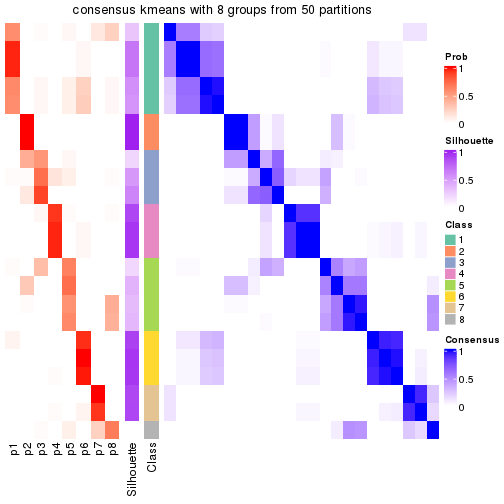 consensus kmeans with 8 groups from 50 partitions
Prob
1
0.5
0
Silhouette
1
0.5
0
Class
1
2
3
4
5
6
7
8
Consensus
1
0.5
0
p1
p2
p3
p4
p5
p6
p7
p8
Silhouette
Class